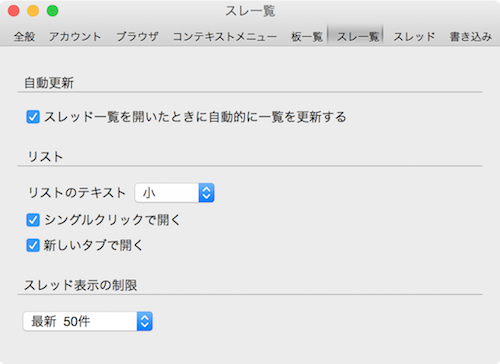 スレ一覧
全般 アカウント ブラウザ コンテキストメニュー 板一覧 スレ一覧 スレッド 書き込み
自動更新
スレッド一覧を開いたときに自動的に一覧を更新する
リスト
リストのテキスト 小
シングルクリックで開く
新しいタブで開く
スレッド表示の制限
最新 50件